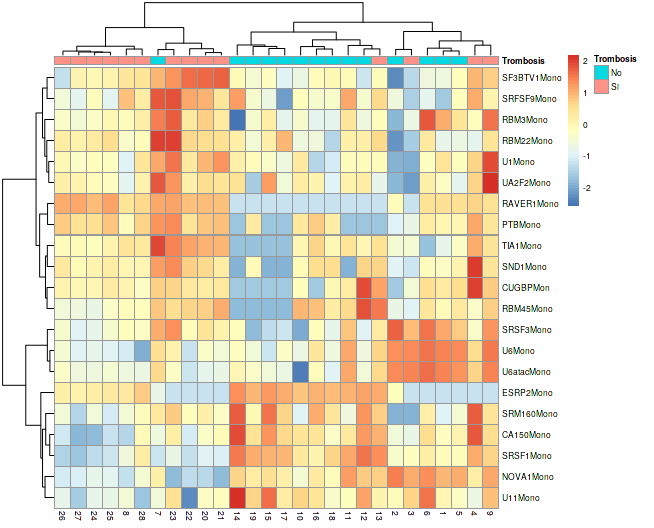 Trombosis
SF3BTV1Mono
SRFSF9Mono
RBM3Mono
RBM22Mono
U1Mono
UA2F2Mono
RAVER1Mono
PTBMono
TIA1Mono
SND1Mono
CUGBPMon
RBM45Mono
SRSF3Mono
U6Mono
U6atacMono
ESRP2Mono
SRM160Mono
CA150Mono
SRSF1Mono
NOVA1Mono
U11Mono
26 27 24 25 8 28 7 23 22 20 21 14 19 15 17 10 16 18 11 12 13 2 3 6 1 5 4 9
2
1
0
-1
-2
Trombosis
No
SI